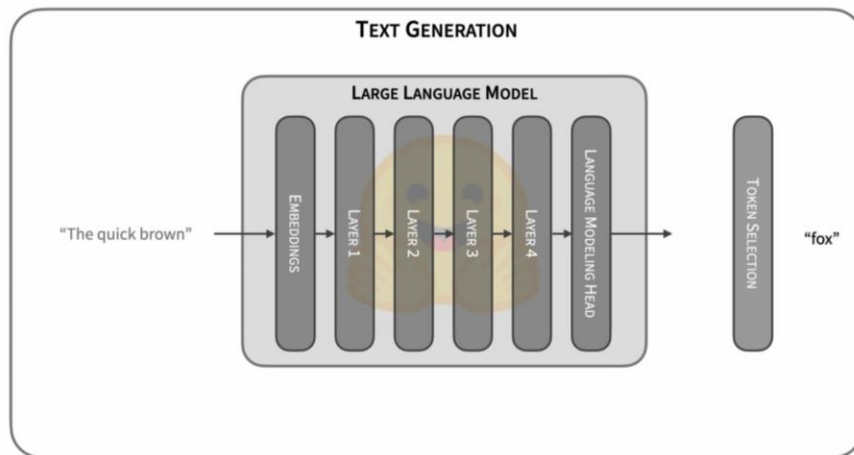 TEXT GENERATION
LARGE LANGUAGE MODEL
"The quick brown"
EMBEDDINGS
LAYER 1
LAYER 2
LAYER 3
LAYER 4
LANGUAGE MODELING HEAD
TOKEN SELECTION
"fox"